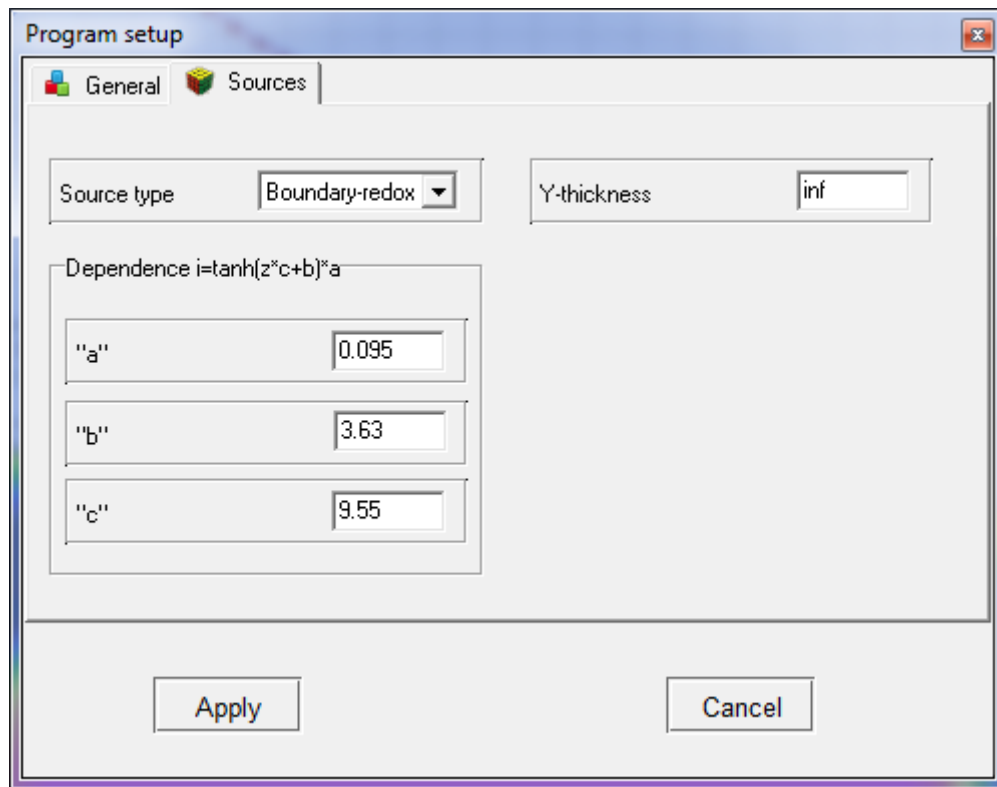 Program setup
General Sources
Source type Boundary-redox
Y-thickness inf
Dependence i=tanh(z*c+b)*a
"a" 0.095
"b" 3.63
"c" 9.55
Apply Cancel